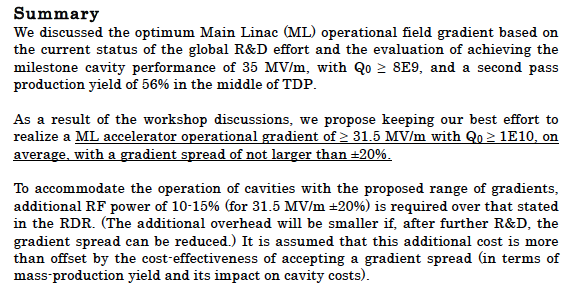 Summary
We discussed the optimum Main Linac (ML) operational field gradient based on
the current status of the global R&D effort and the evaluation of achieving the
milestone cavity performance of 35 MV/m, with Q0 ≥ 8E9, and a second pass
production yield of 56% in the middle of TDP.
As a result of the workshop discussions, we propose keeping our best effort to
realize a ML accelerator operational gradient of ≥ 31.5 MV/m with Q0 ≥ 1E10, on
average, with a gradient spread of not larger than ±20%.
To accommodate the operation of cavities with the proposed range of gradients,
additional RF power of 10-15% (for 31.5 MV/m ±20%) is required over that stated
in the RDR. (The additional overhead will be smaller if, after further R&D, the
gradient spread can be reduced.) It is assumed that this additional cost is more
than offset by the cost-effectiveness of accepting a gradient spread (in terms of
mass-production yield and its impact on cavity costs).